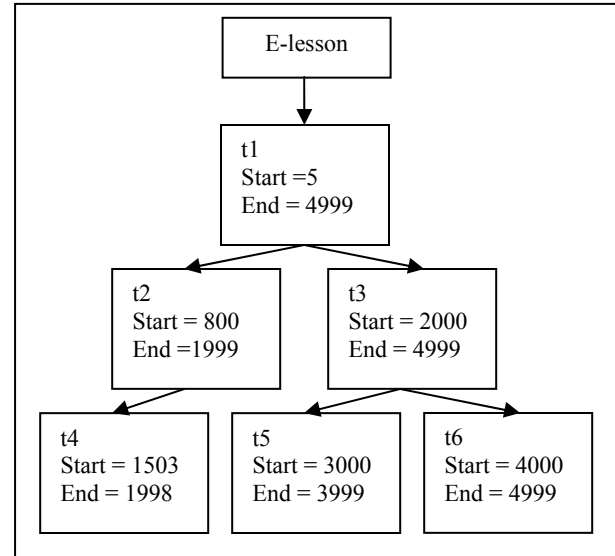 E-lesson
t1
Start =5
End = 4999
t2
Start = 800
End =1999
t3
Start = 2000
End = 4999
t4
Start = 1503
End = 1998
t5
Start = 3000
End = 3999
t6
Start = 4000
End = 4999